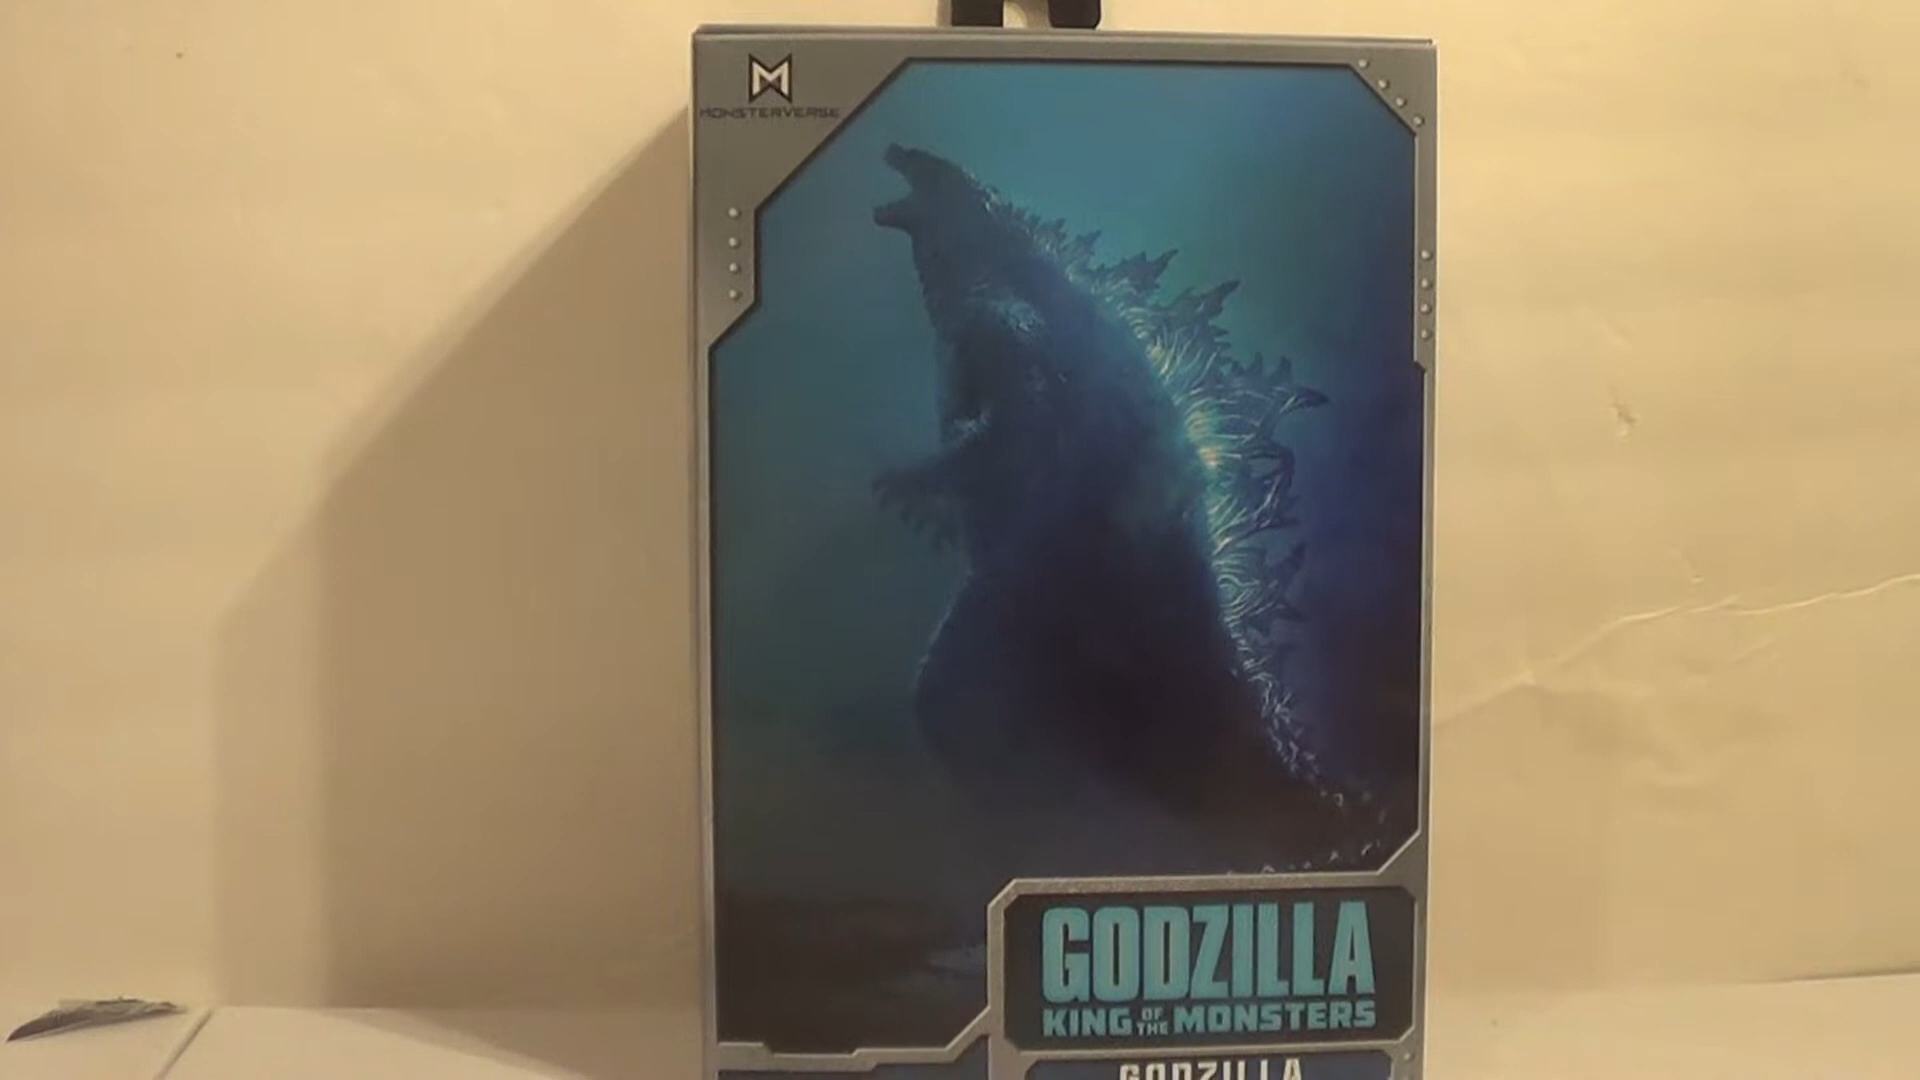 M
MONSTERVERSE
GODZILLA
KING OF THE MONSTERS
GODZILLA